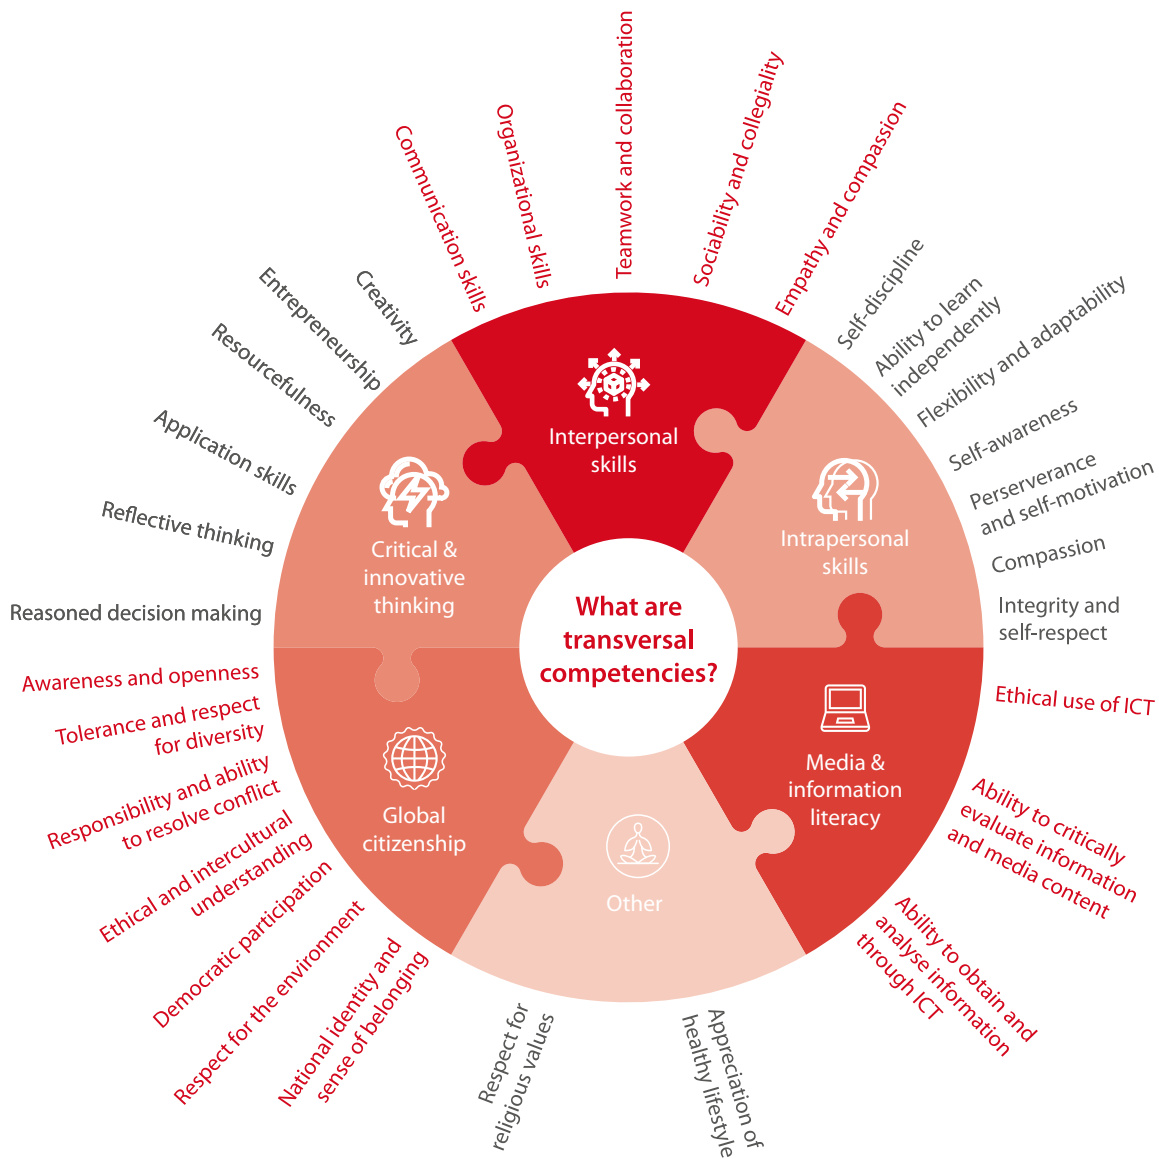 What are
transversal
competencies?
Interpersonal
skills
Communication skills
Organizational skills
Teamwork and collaboration
Sociability and collegiality
Empathy and compassion
Intrapersonal
skills
Self-discipline
Ability to learn
independently
Flexibility and adaptability
Self-awareness
Perserverance
and self-motivation
Compassion
Integrity and
self-respect
Media &
information
literacy
Ethical use of ICT
Ability to critically
evaluate information
and media content
Ability to obtain and
analyse information
through ICT
Other
Appreciation of
healthy lifestyle
Respect for
religious values
Global
citizenship
National identity and
sense of belonging
Respect for the environment
Democratic participation
Ethical and intercultural
understanding
Responsibility and ability
to resolve conflict
Tolerance and respect
for diversity
Awareness and openness
Critical &
innovative
thinking
Reasoned decision making
Reflective thinking
Application skills
Resourcefulness
Entrepreneurship
Creativity